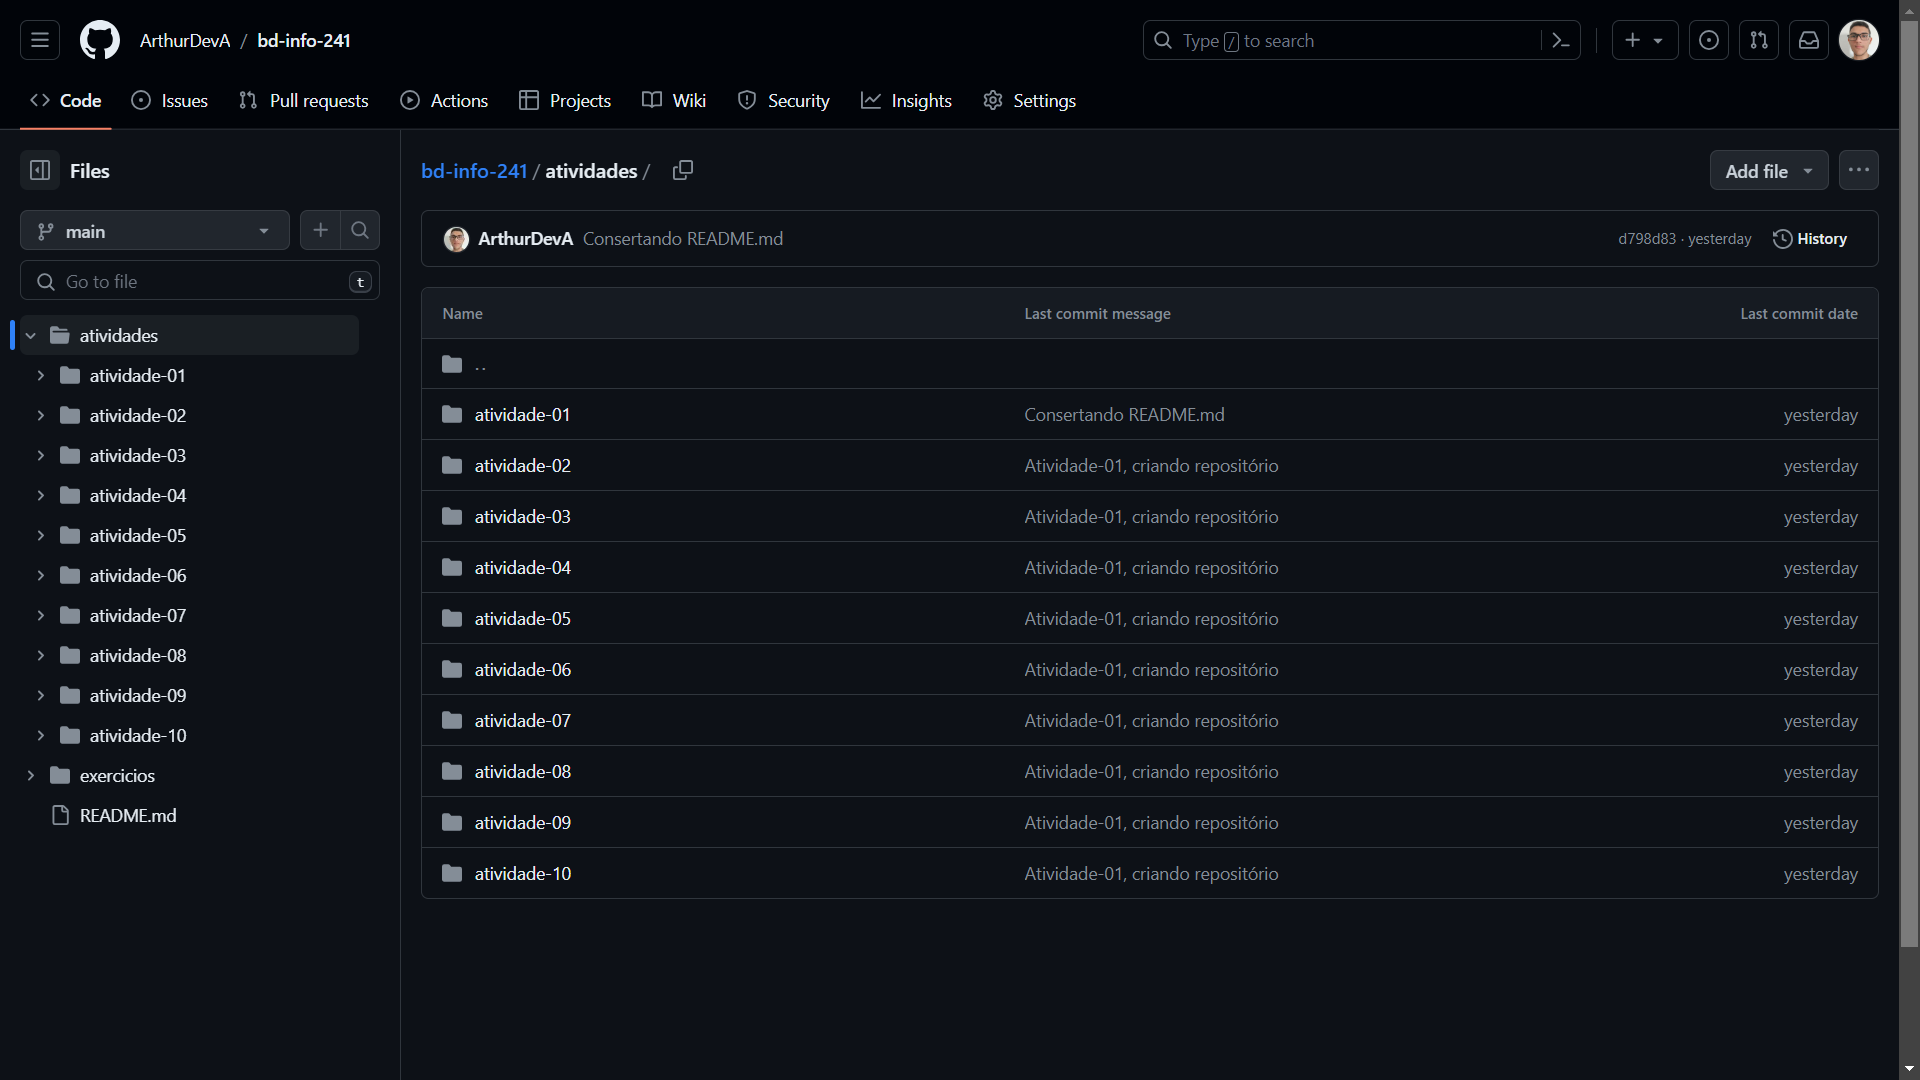 ArthurDevA / bd-info-241
Type / to search
Code Issues Pull requests Actions Projects Wiki Security Insights Settings
Files
main
Go to file t
atividades
atividade-01
atividade-02
atividade-03
atividade-04
atividade-05
atividade-06
atividade-07
atividade-08
atividade-09
atividade-10
exercicios
README.md
bd-info-241 / atividades /
Add file
ArthurDevA Consertando README.md d798d83 · yesterday History
Name Last commit message Last commit date
..
atividade-01 Consertando README.md yesterday
atividade-02 Atividade-01, criando repositório yesterday
atividade-03 Atividade-01, criando repositório yesterday
atividade-04 Atividade-01, criando repositório yesterday
atividade-05 Atividade-01, criando repositório yesterday
atividade-06 Atividade-01, criando repositório yesterday
atividade-07 Atividade-01, criando repositório yesterday
atividade-08 Atividade-01, criando repositório yesterday
atividade-09 Atividade-01, criando repositório yesterday
atividade-10 Atividade-01, criando repositório yesterday